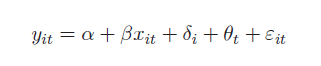 y_{it} = α + βx_{it} + δ_i + θ_t + ε_{it}